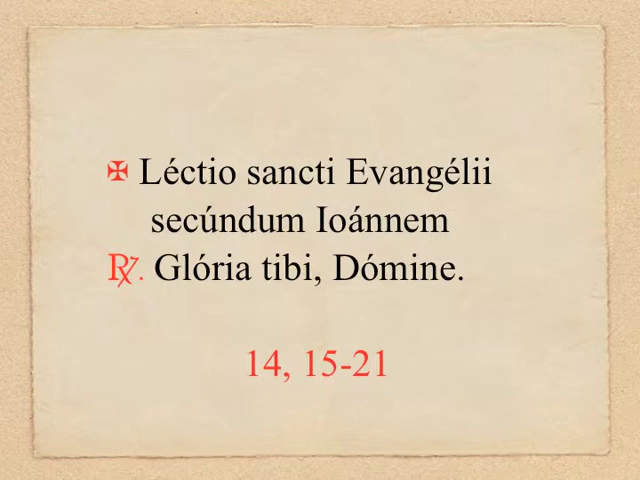 ✠ Léctio sancti Evangélii
secúndum Ioánnem
℟. Glória tibi, Dómine.
14, 15-21